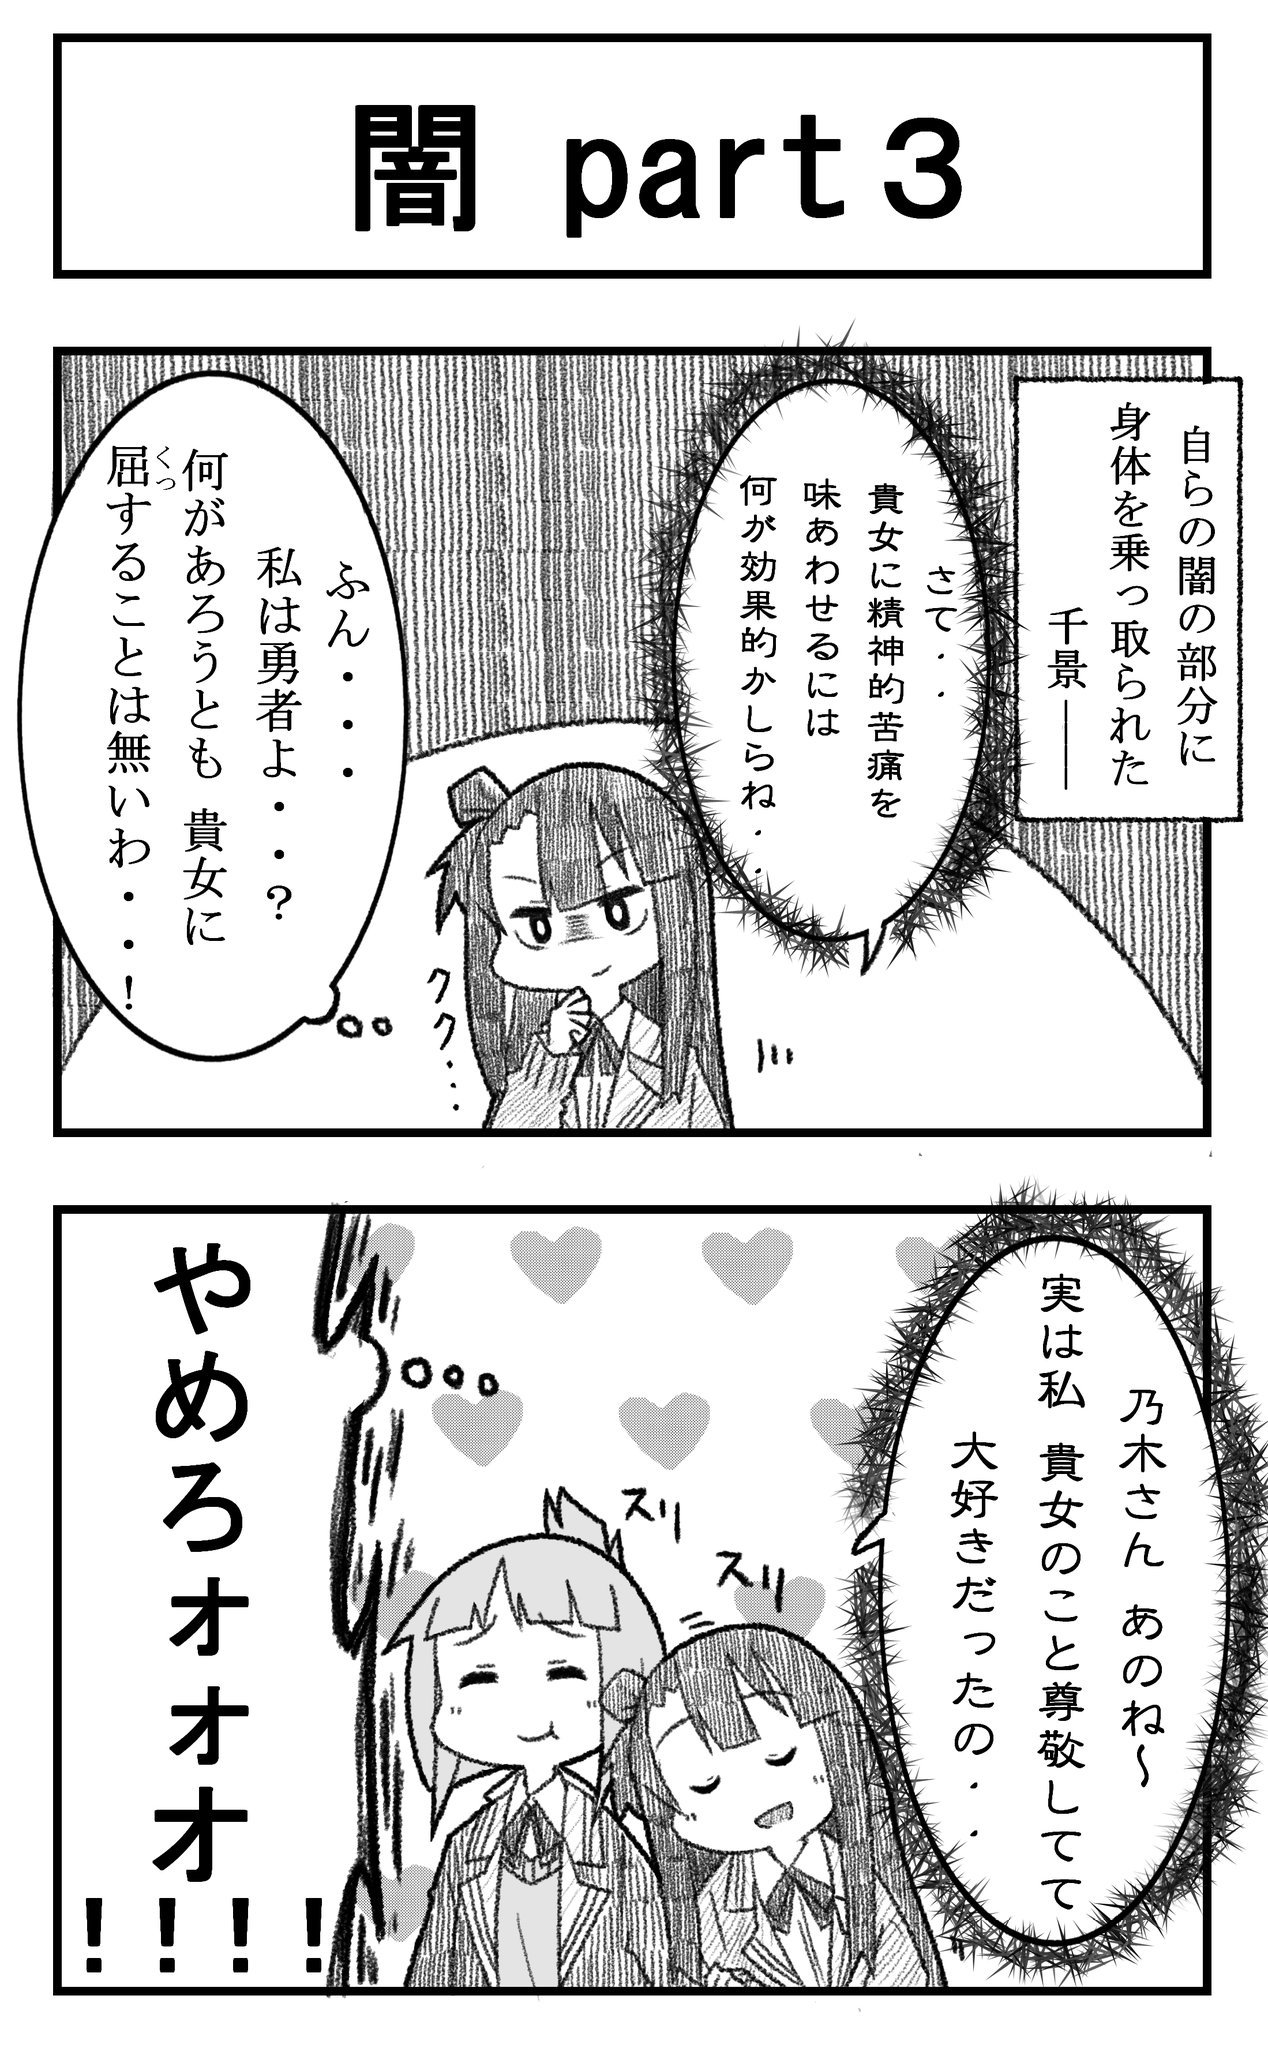 闇 part３
自らの闇の部分に
身体を乗っ取られた
千景――
さて・・
貴女に精神的苦痛を
味あわせるには
何が効果的かしらね・・
ふん・・・・
私は勇者よ・・・？
何があろうとも 貴女に
屈することは無いわ・・・！
くっ
クク・・・
乃木さん あのね～
実は私 貴女のこと尊敬してて
大好きだったの・・・
スリ
スリ
やめろォォオ
！！！！